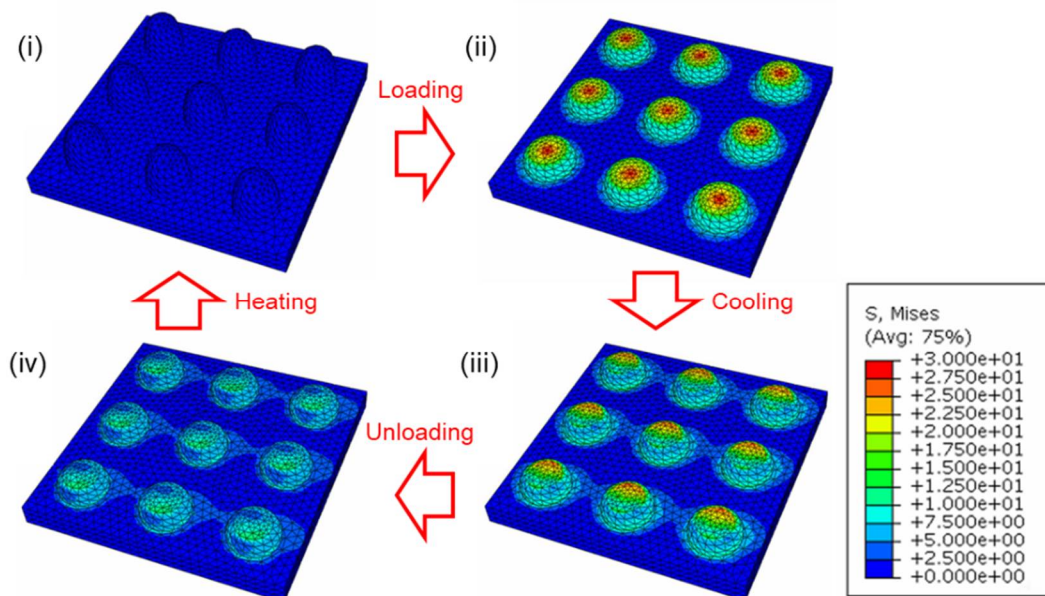 (i)
Loading
(ii)
Heating
Cooling
(iv)
Unloading
(iii)
S, Mises
(Avg: 75%)
+3.000e+01
+2.750e+01
+2.500e+01
+2.250e+01
+2.000e+01
+1.750e+01
+1.500e+01
+1.250e+01
+1.000e+01
+7.500e+00
+5.000e+00
+2.500e+00
+0.000e+00